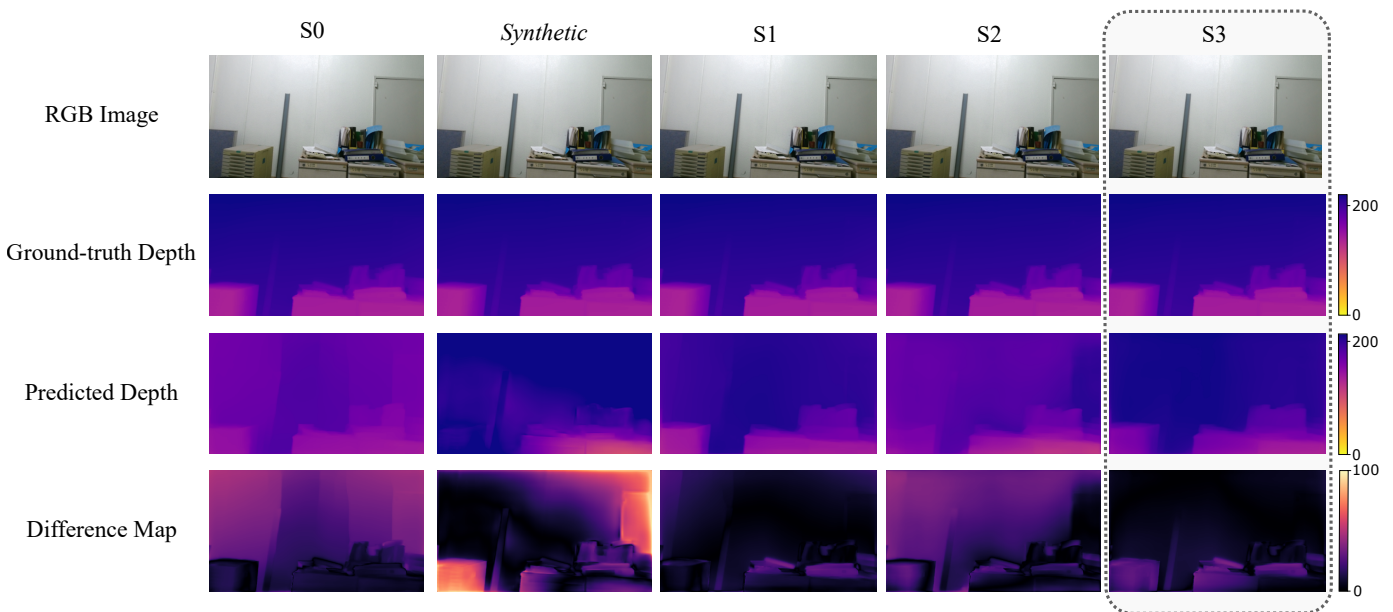 S0 Synthetic S1 S2 S3
RGB Image
Ground-truth Depth
200
0
Predicted Depth
200
0
Difference Map
100
0